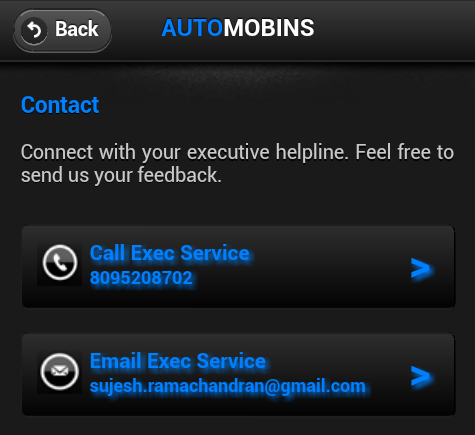 Back
AUTOMOBINS
Contact
Connect with your executive helpline. Feel free to
send us your feedback.
Call Exec Service
8095208702
>
Email Exec Service
sujesh.ramachandran@gmail.com
>